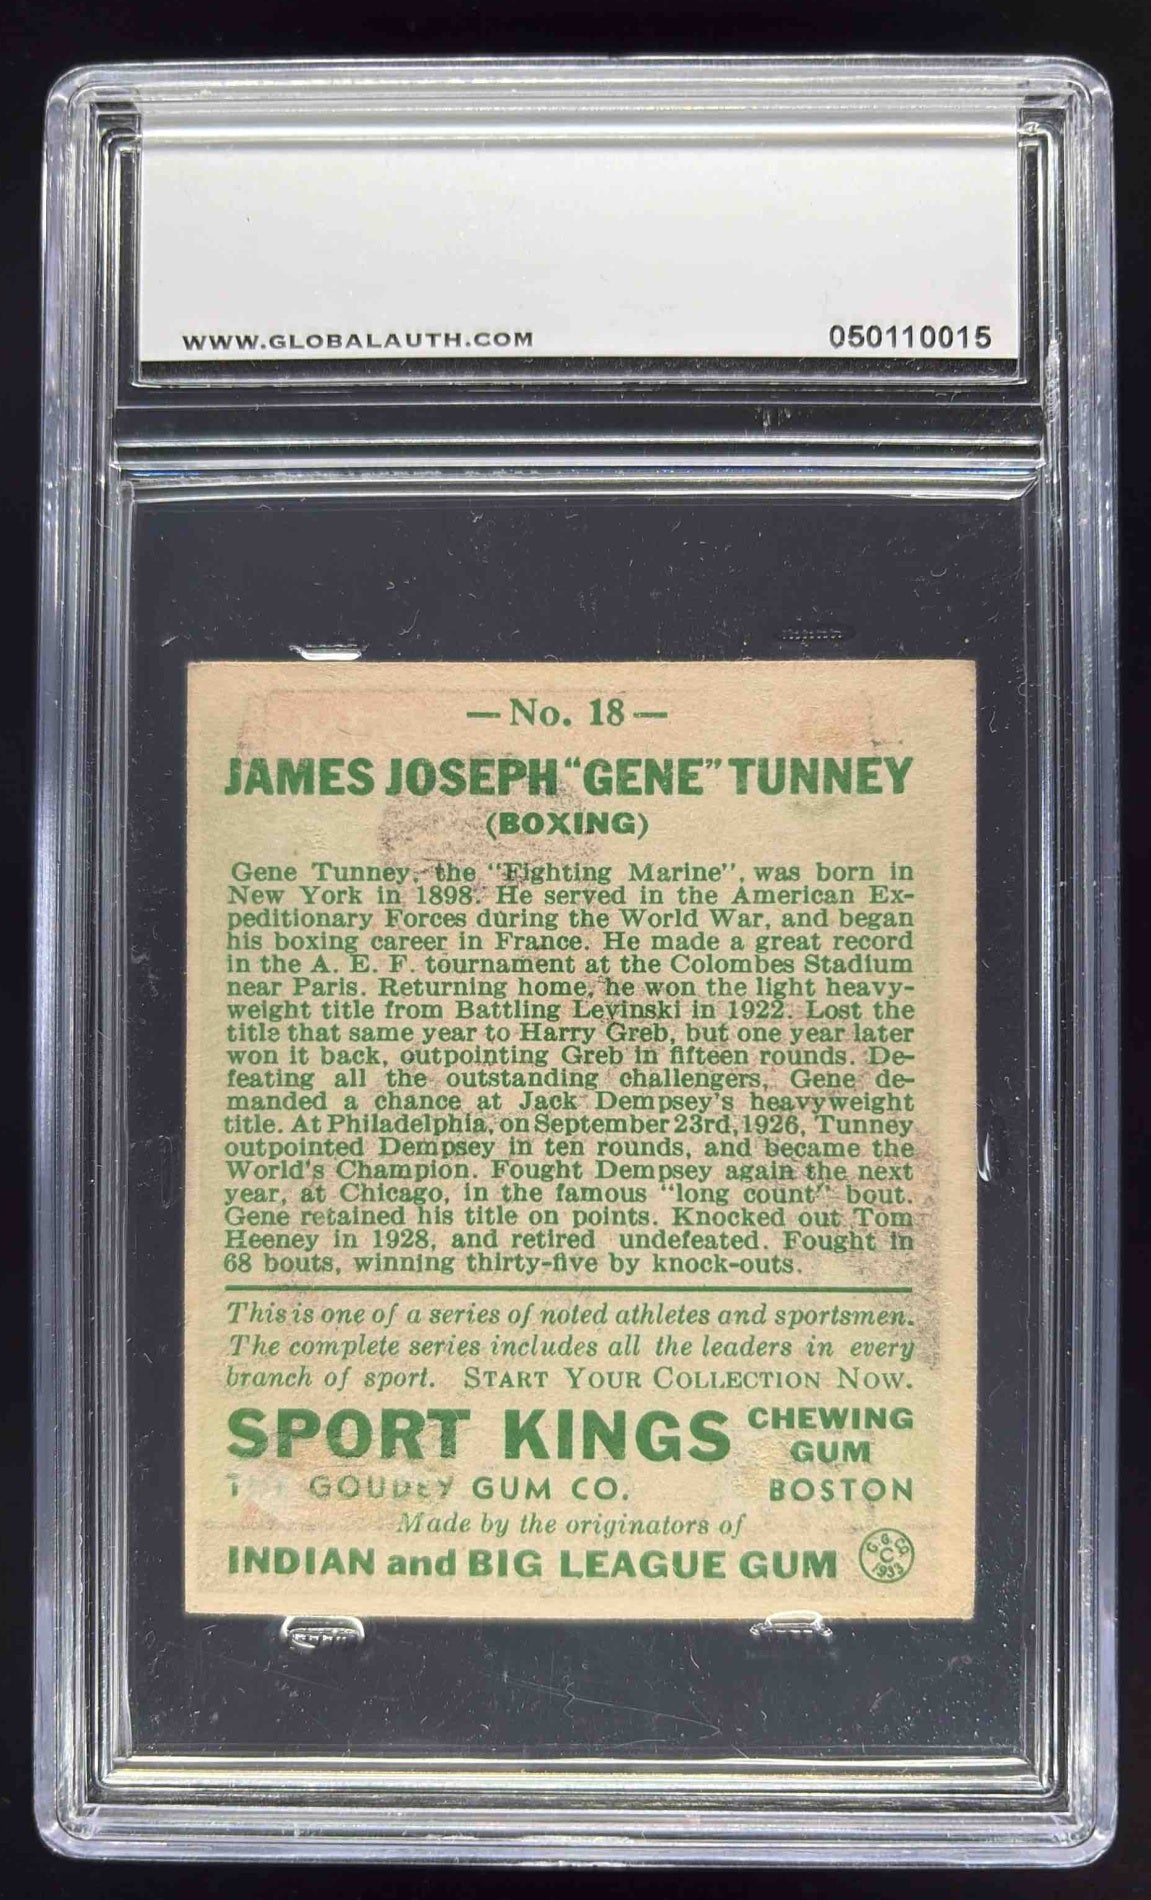 WWW.GLOBALAUTH.COM 050110015
— No. 18 —
JAMES JOSEPH "GENE" TUNNEY
(BOXING)
Gene Tunney, the "Fighting Marine", was born in
New York in 1898. He served in the American Ex-
peditionary Forces during the World War, and began
his boxing career in France. He made a great record
in the A. E. F. tournament at the Colombes Stadium
near Paris. Returning home, he won the light heavy-
weight title from Battling Levinski in 1922. Lost the
title that same year to Harry Greb, but one year later
won it back, outpointing Greb in fifteen rounds. De-
feating all the outstanding challengers, Gene de-
manded a chance at Jack Dempsey's heavyweight
title. At Philadelphia, on September 23rd, 1926, Tunney
outpointed Dempsey in ten rounds, and became the
World's Champion. Fought Dempsey again the next
year, at Chicago, in the famous "long count" bout.
Gene retained his title on points. Knocked out Tom
Heeney in 1928, and retired undefeated. Fought in
68 bouts, winning thirty-five by knock-outs.
This is one of a series of noted athletes and sportsmen.
The complete series includes all the leaders in every
branch of sport. START YOUR COLLECTION NOW.
SPORT KINGS CHEWING GUM
THE GOUDEY GUM CO. BOSTON
Made by the originators of
INDIAN and BIG LEAGUE GUM
G. G. CO.
C
1933